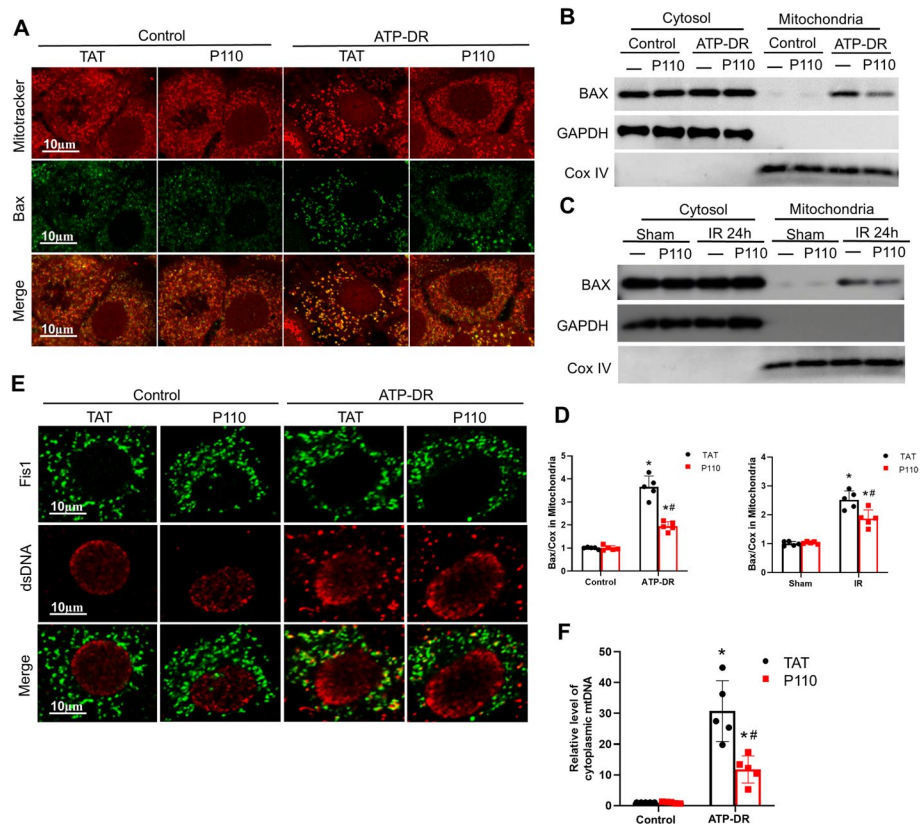 A
Control
ATP-DR
TAT
P110
TAT
P110
Mitotracker
10μm
Bax
10μm
Merge
10μm
B
Cytosol
Mitochondria
Control
ATP-DR
Control
ATP-DR
— P110 — P110 — P110 — P110
BAX
GAPDH
Cox IV
C
Cytosol
Mitochondria
Sham
IR 24h
Sham
IR 24h
— P110 — P110 — P110 — P110
BAX
GAPDH
Cox IV
E
Control
ATP-DR
TAT
P110
TAT
P110
Fis1
10μm
dsDNA
10μm
Merge
10μm
D
Bax/Cox in Mitochondria
5
4
3
2
1
0
*
*#
TAT
P110
Control
ATP-DR
Bax/Cox in Mitochondria
4
3
2
1
0
*
*#
TAT
P110
Sham
IR
F
Relative level of
cytoplasmic mtDNA
50
40
30
20
10
0
*
*#
TAT
P110
Control
ATP-DR